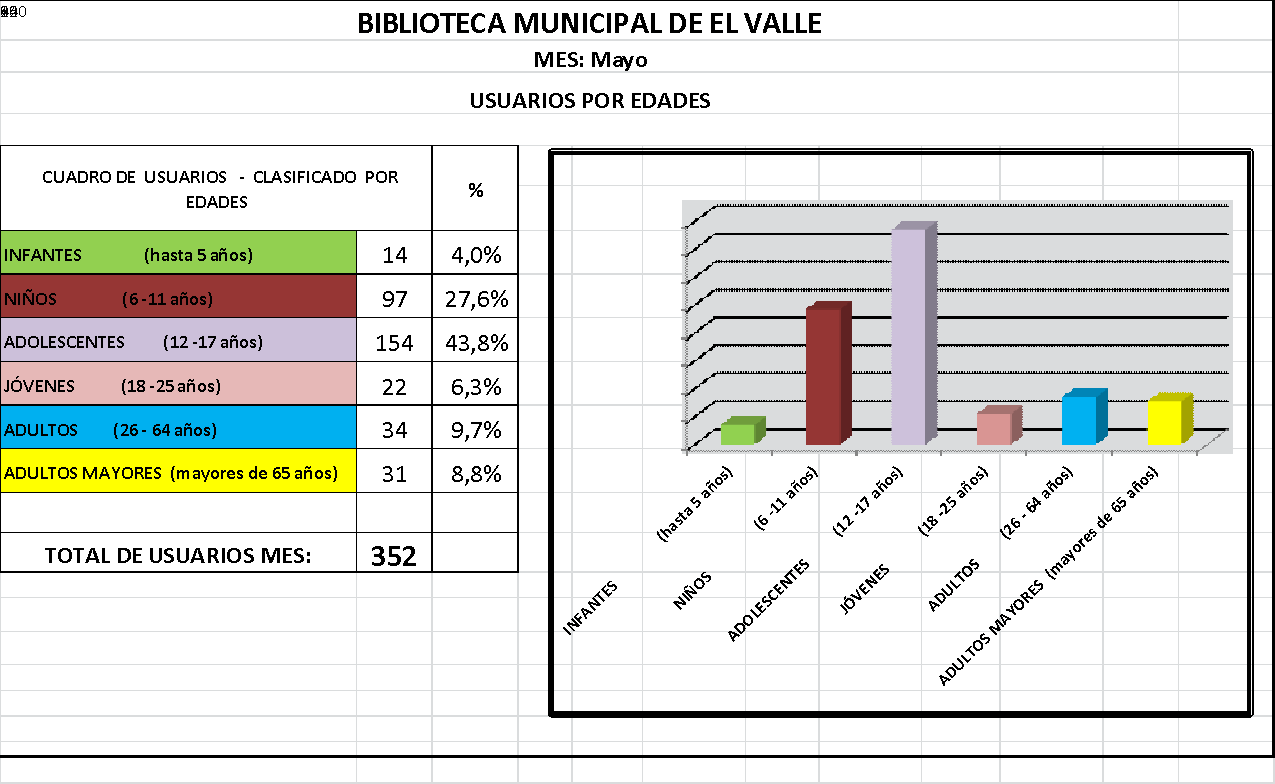 BIBLIOTECA MUNICIPAL DE EL VALLE
MES: Mayo
USUARIOS POR EDADES
CUADRO DE USUARIOS - CLASIFICADO POR
EDADES
%
INFANTES (hasta 5 años) 14 4,0%
NIÑOS (6 -11 años) 97 27,6%
ADOLESCENTES (12 -17 años) 154 43,8%
JÓVENES (18 -25 años) 22 6,3%
ADULTOS (26 - 64 años) 34 9,7%
ADULTOS MAYORES (mayores de 65 años) 31 8,8%
TOTAL DE USUARIOS MES: 352
INFANTES (hasta 5 años)
NIÑOS (6 -11 años)
ADOLESCENTES (12 -17 años)
JÓVENES (18 -25 años)
ADULTOS (26 - 64 años)
ADULTOS MAYORES (mayores de 65 años)